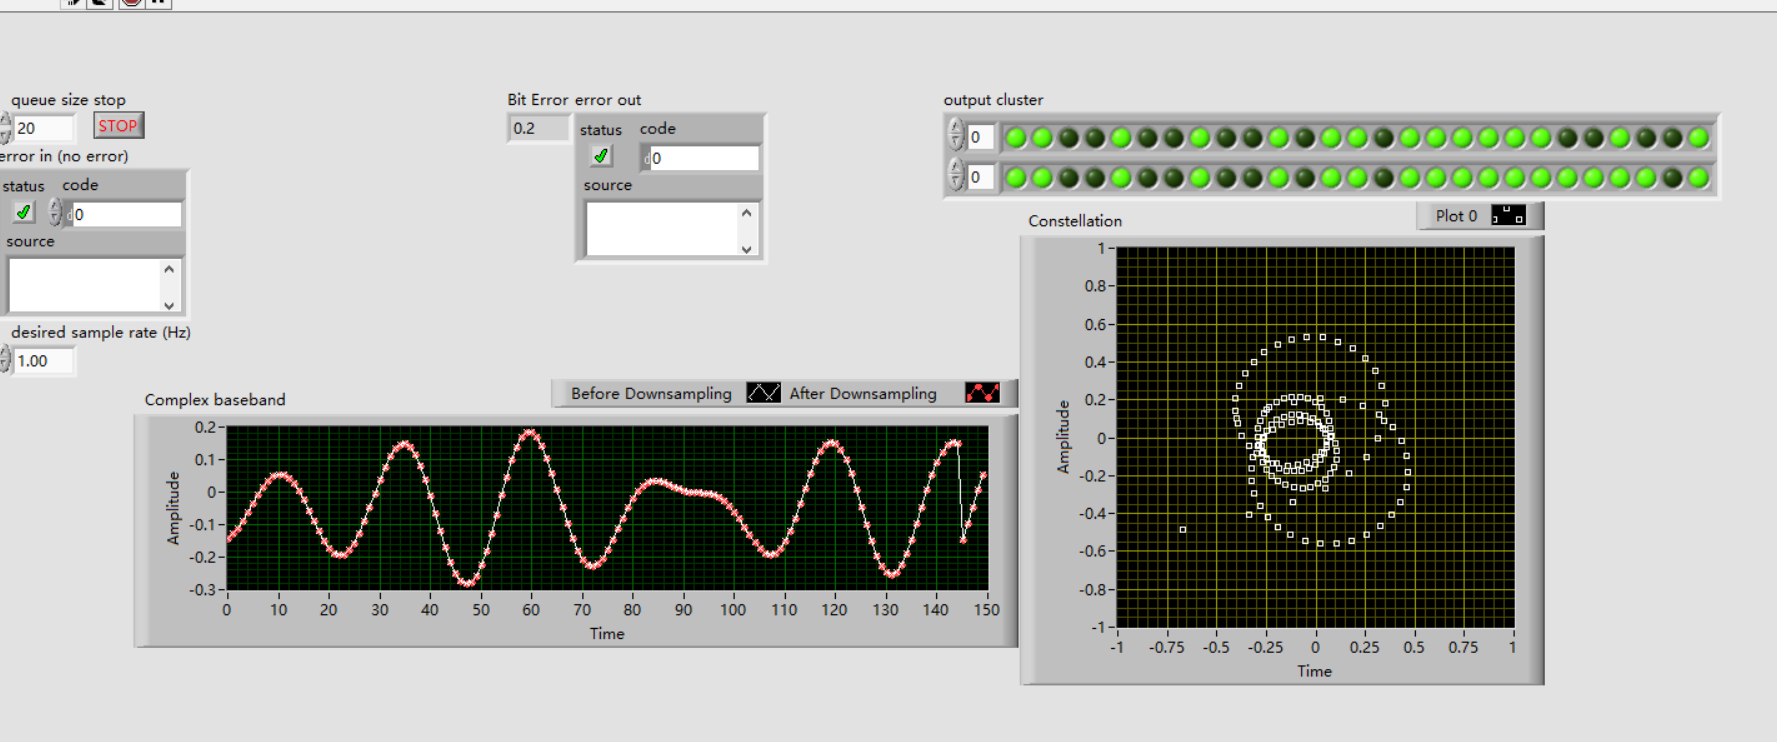 queue size stop
20
STOP
error in (no error)
status code
d0
source
desired sample rate (Hz)
1.00
Bit Error error out
0.2
status code
d0
source
output cluster
0
0
Constellation
Plot 0
Amplitude
1
0.8
0.6
0.4
0.2
0
-0.2
-0.4
-0.6
-0.8
-1
-1 -0.75 -0.5 -0.25 0 0.25 0.5 0.75 1
Time
Complex baseband
Before Downsampling After Downsampling
Amplitude
0.2
0.1
0
-0.1
-0.2
-0.3
0 10 20 30 40 50 60 70 80 90 100 110 120 130 140 150
Time